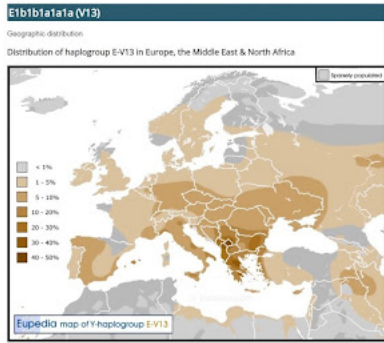 E1b1b1a1a1a (V13)
Geographic distribution
Distribution of haplogroup E-V13 in Europe, the Middle East & North Africa
Sparsely populated
< 1%
1 - 5%
5 - 10%
10 - 20%
20 - 30%
30 - 40%
40 - 50%
Eupedia map of Y-haplogroup E-V13